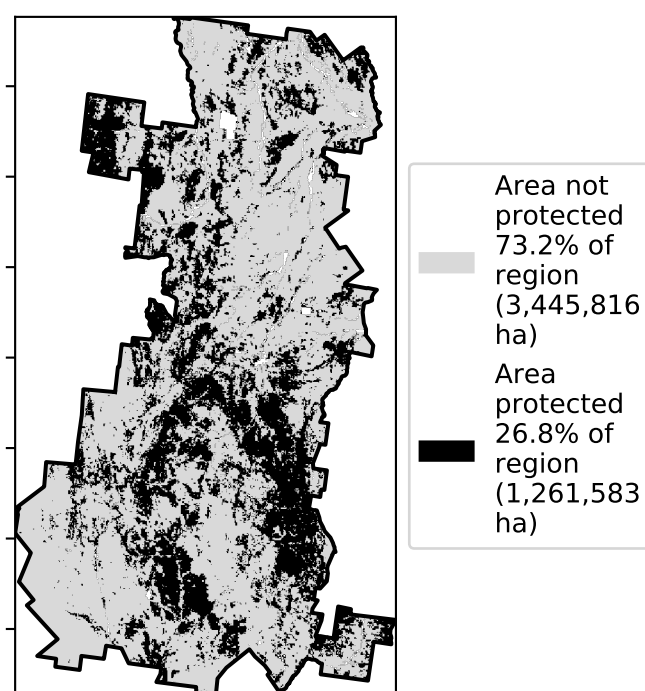 Area not
protected
73.2% of
region
(3,445,816
ha)
Area
protected
26.8% of
region
(1,261,583
ha)